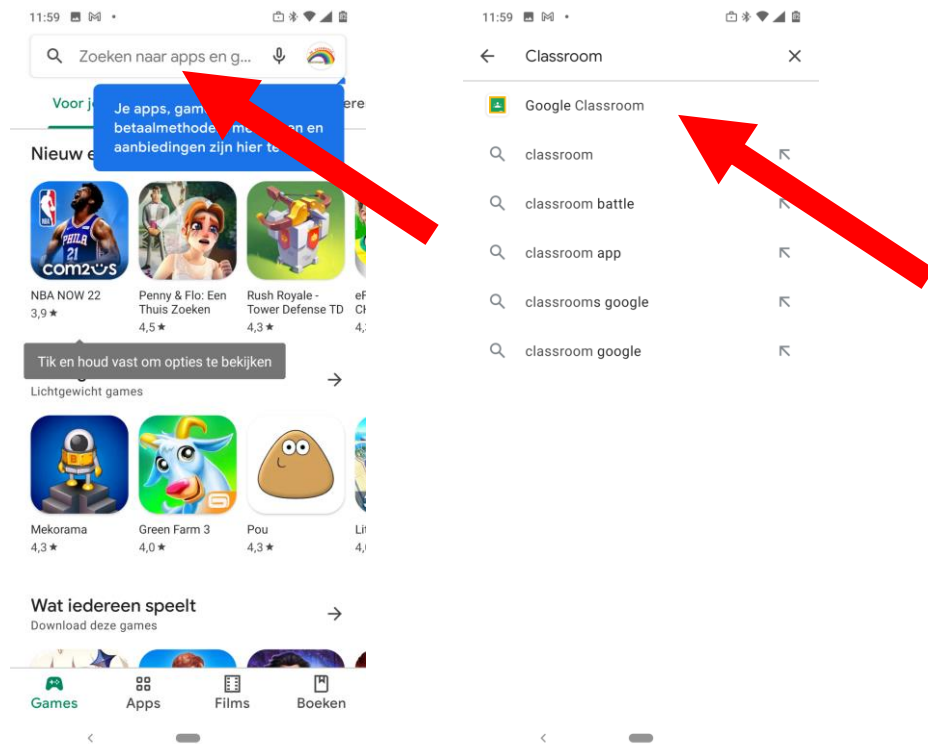 11:59
Zoeken naar apps en g...
Voor j
Je apps, gam
betaalmethode
en en
aanbiedingen zijn hier te
Nieuw e
PHILA
21
COM2US
NBA NOW 22
3,9 ★
Penny & Flo: Een
Thuis Zoeken
4,5 ★
Rush Royale -
Tower Defense TD
4,3 ★
Tik en houd vast om opties te bekijken
Lichtgewicht games
Mekorama
4,3 ★
Green Farm 3
4,0 ★
Pou
4,3 ★
Wat iedereen speelt
Download deze games
Games
Apps
Films
Boeken
11:59
Classroom
Google Classroom
classroom
classroom battle
classroom app
classrooms google
classroom google